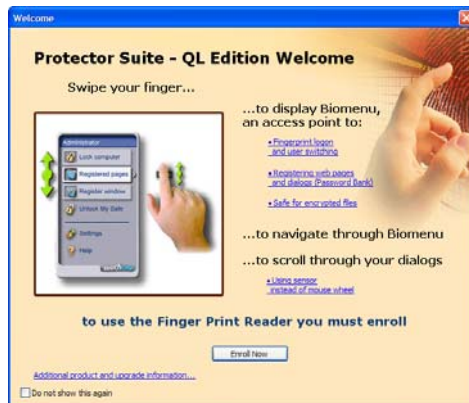 Welcome
Protector Suite - QL Edition Welcome
Swipe your finger...
...to display Biomenu,
an access point to:
• Fingerprint logon
and user switching
• Registering web pages
and dialogs (Password Bank)
• Safe for encrypted files
...to navigate through Biomenu
...to scroll through your dialogs
• Using sensor
instead of mouse wheel
Administrator
Lock computer
Registered pages
Register window
Unlock My Safe
Settings
Help
to use the Finger Print Reader you must enroll
Enroll Now
Additional product and upgrade information...
Do not show this again